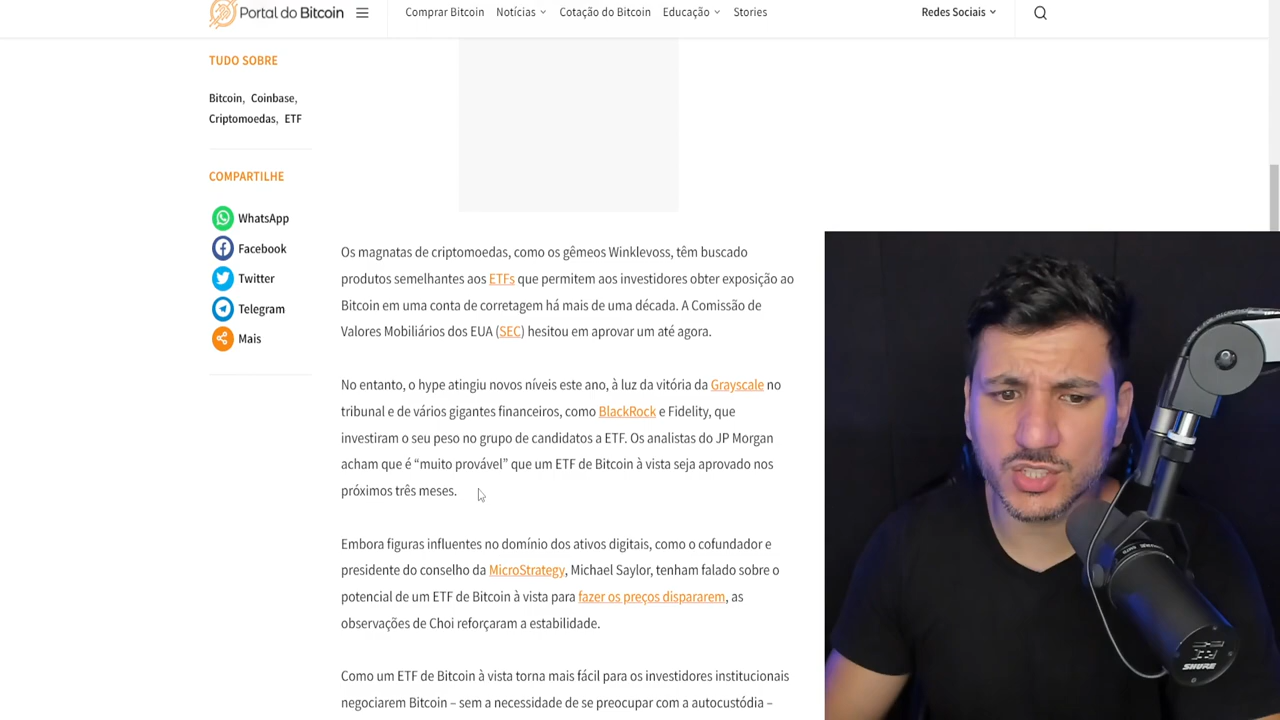 Portal do Bitcoin
Comprar Bitcoin Notícias Cotação do Bitcoin Educação Stories
Redes Sociais
TUDO SOBRE
Bitcoin, Coinbase,
Criptomoedas, ETF
COMPARTILHE
WhatsApp
Facebook
Twitter
Telegram
Mais
Os magnatas de criptomoedas, como os gêmeos Winklevoss, têm buscado
produtos semelhantes aos ETFs que permitem aos investidores obter exposição ao
Bitcoin em uma conta de corretagem há mais de uma década. A Comissão de
Valores Mobiliários dos EUA (SEC) hesitou em aprovar um até agora.
No entanto, o hype atingiu novos níveis este ano, à luz da vitória da Grayscale no
tribunal e de vários gigantes financeiros, como BlackRock e Fidelity, que
investiram o seu peso no grupo de candidatos a ETF. Os analistas do JP Morgan
acham que é “muito provável” que um ETF de Bitcoin à vista seja aprovado nos
próximos três meses.
Embora figuras influentes no domínio dos ativos digitais, como o cofundador e
presidente do conselho da MicroStrategy, Michael Saylor, tenham falado sobre o
potencial de um ETF de Bitcoin à vista para fazer os preços dispararem, as
observações de Choi reforçaram a estabilidade.
Como um ETF de Bitcoin à vista torna mais fácil para os investidores institucionais
negociarem Bitcoin – sem a necessidade de se preocupar com a autocustódia –
SHURE